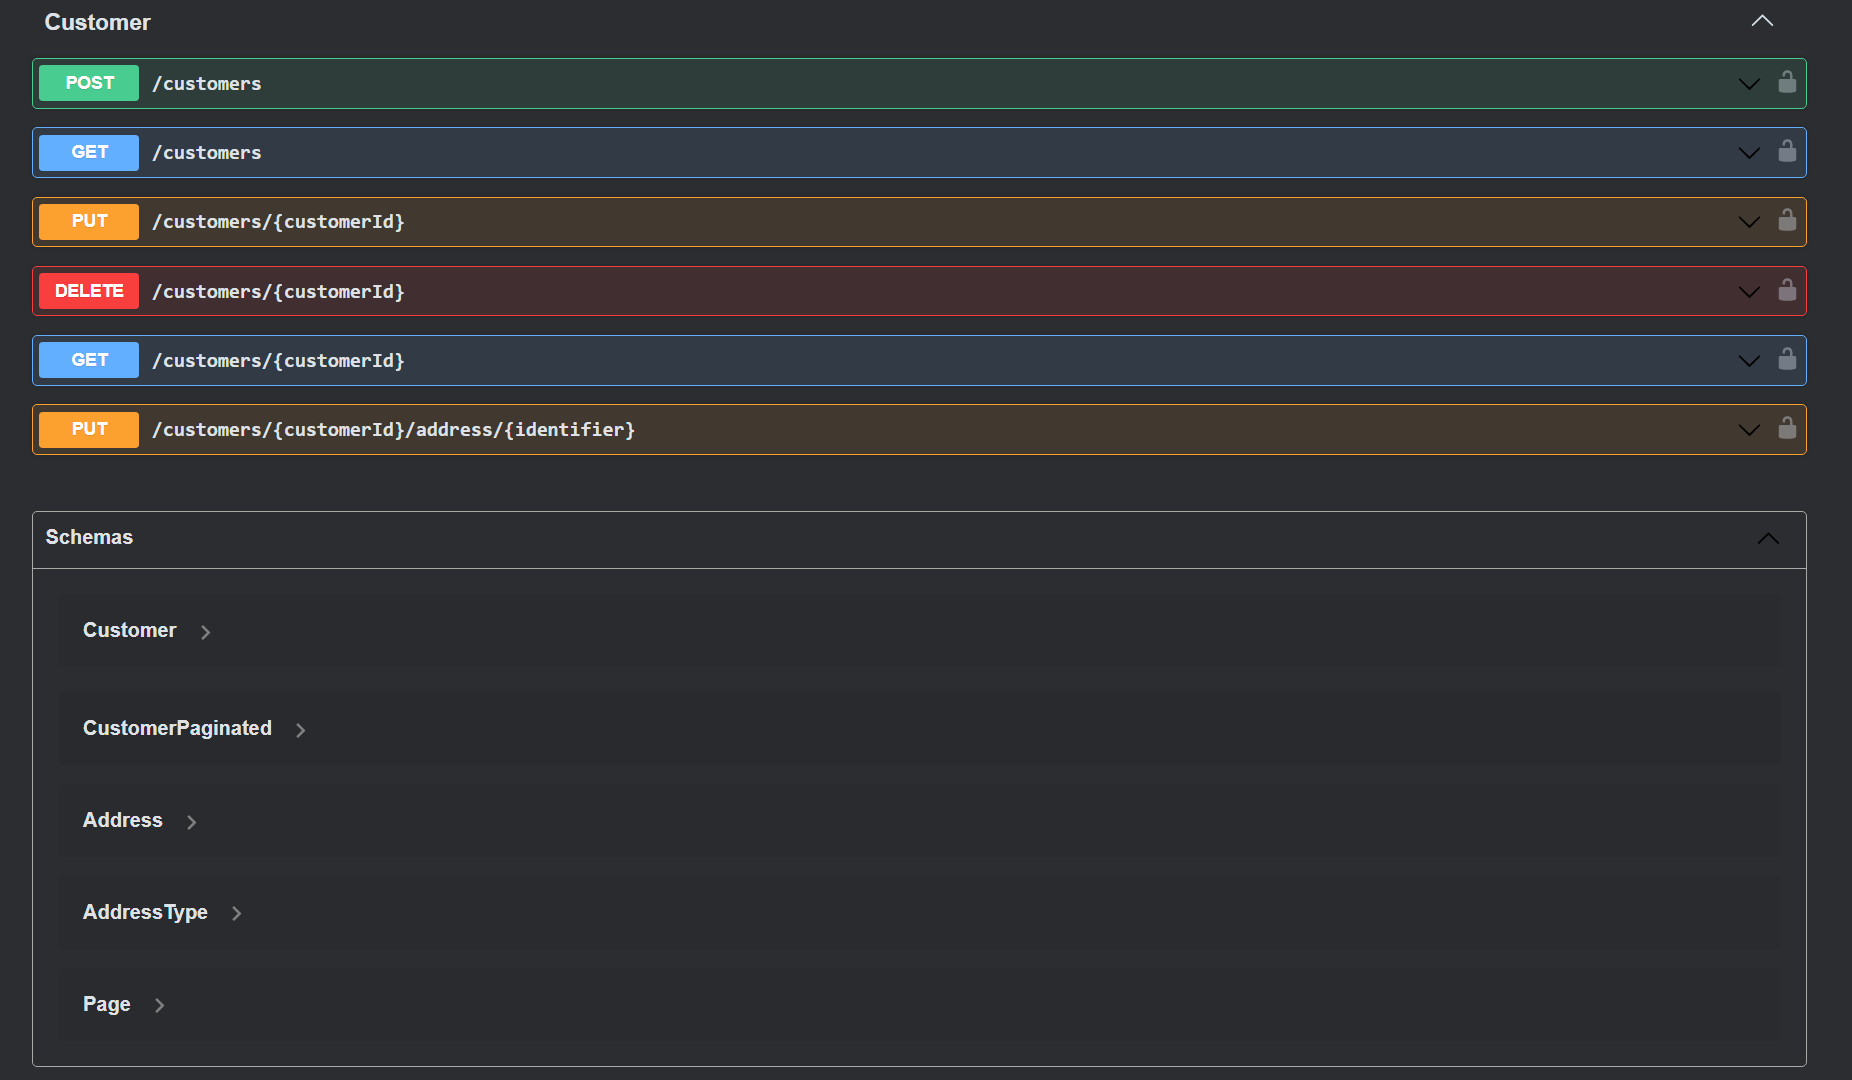 Customer
POST /customers
GET /customers
PUT /customers/{customerId}
DELETE /customers/{customerId}
GET /customers/{customerId}
PUT /customers/{customerId}/address/{identifier}
Schemas
Customer
CustomerPaginated
Address
AddressType
Page